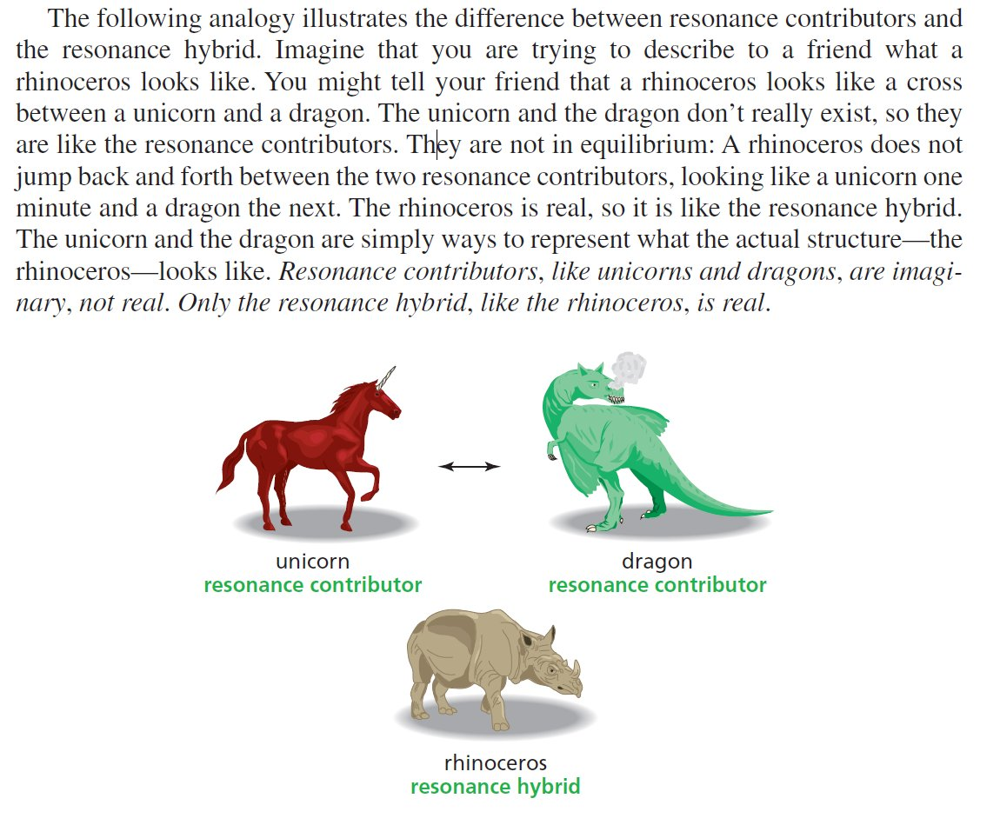 The following analogy illustrates the difference between resonance contributors and
the resonance hybrid. Imagine that you are trying to describe to a friend what a
rhinoceros looks like. You might tell your friend that a rhinoceros looks like a cross
between a unicorn and a dragon. The unicorn and the dragon don’t really exist, so they
are like the resonance contributors. They are not in equilibrium: A rhinoceros does not
jump back and forth between the two resonance contributors, looking like a unicorn one
minute and a dragon the next. The rhinoceros is real, so it is like the resonance hybrid.
The unicorn and the dragon are simply ways to represent what the actual structure—the
rhinoceros—looks like. Resonance contributors, like unicorns and dragons, are imagi-
nary, not real. Only the resonance hybrid, like the rhinoceros, is real.
unicorn
resonance contributor
dragon
resonance contributor
rhinoceros
resonance hybrid